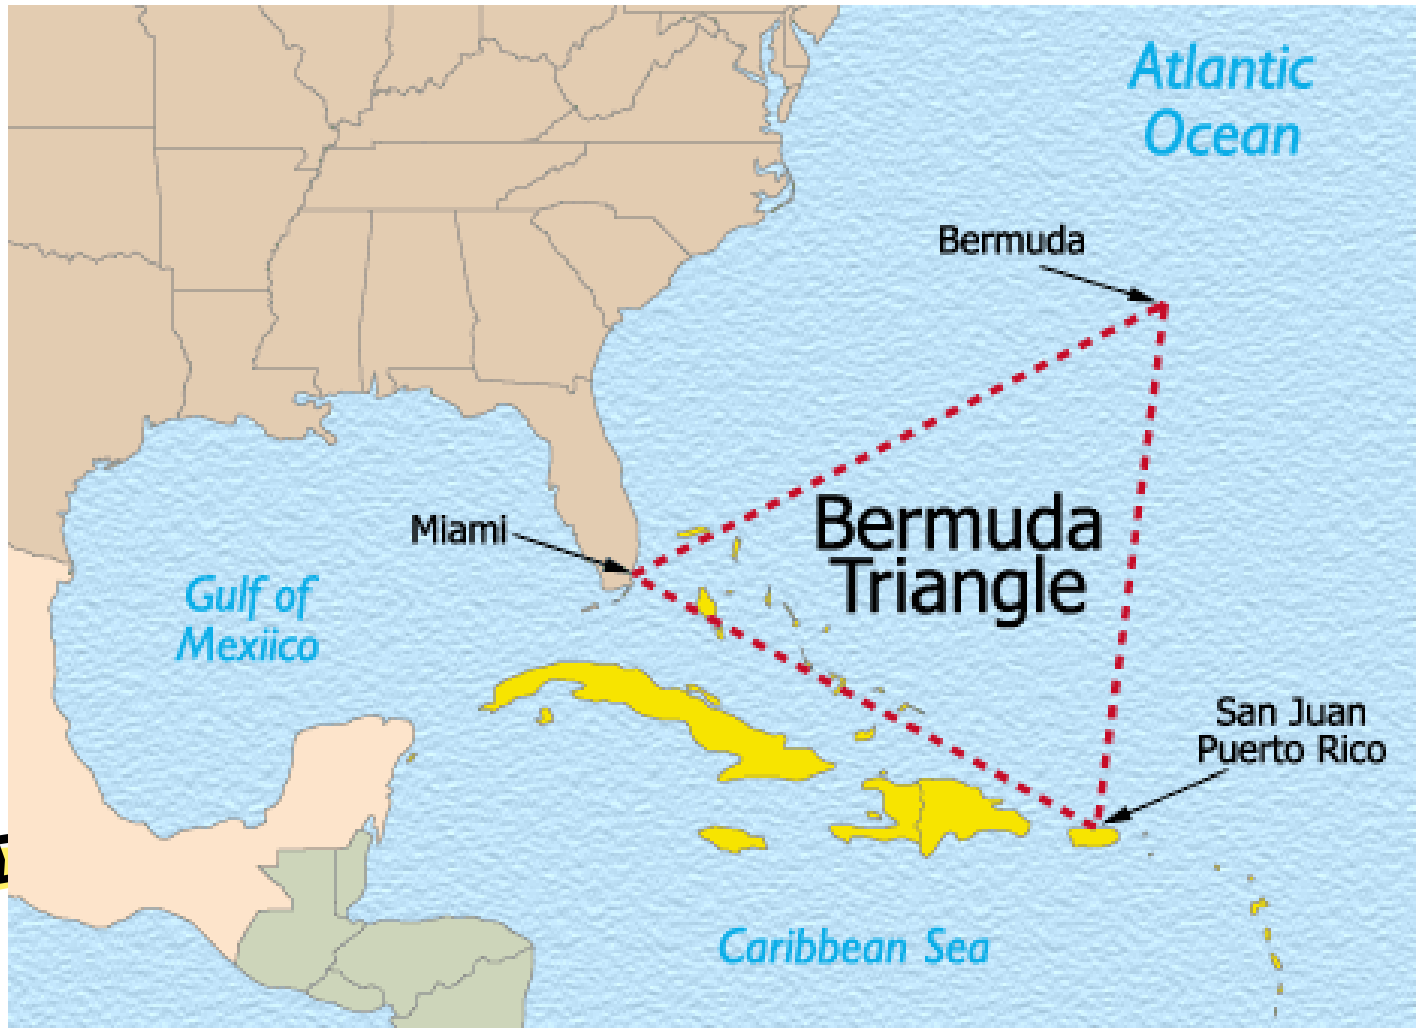 Atlantic
Ocean
Bermuda
Bermuda
Triangle
Miami
Gulf of
Mexiico
San Juan
Puerto Rico
Caribbean Sea